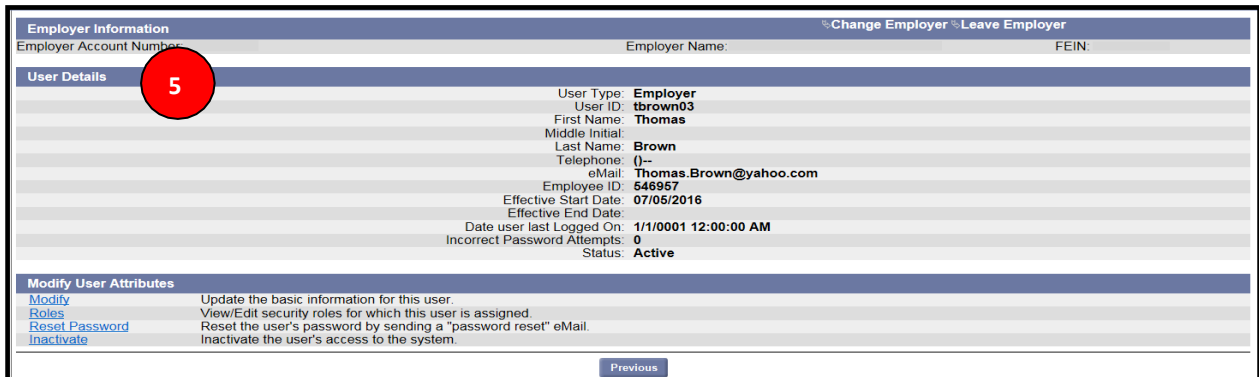 Employer Information Change Employer Leave Employer
Employer Account Number: Employer Name: FEIN:
User Details
5
User Type: Employer
User ID: tbrown03
First Name: Thomas
Middle Initial:
Last Name: Brown
Telephone: ()--
eMail: Thomas.Brown@yahoo.com
Employee ID: 546957
Effective Start Date: 07/05/2016
Effective End Date:
Date user last Logged On: 1/1/0001 12:00:00 AM
Incorrect Password Attempts: 0
Status: Active
Modify User Attributes
Modify Update the basic information for this user.
Roles View/Edit security roles for which this user is assigned.
Reset Password Reset the user's password by sending a "password reset" eMail.
Inactivate Inactivate the user's access to the system.
Previous